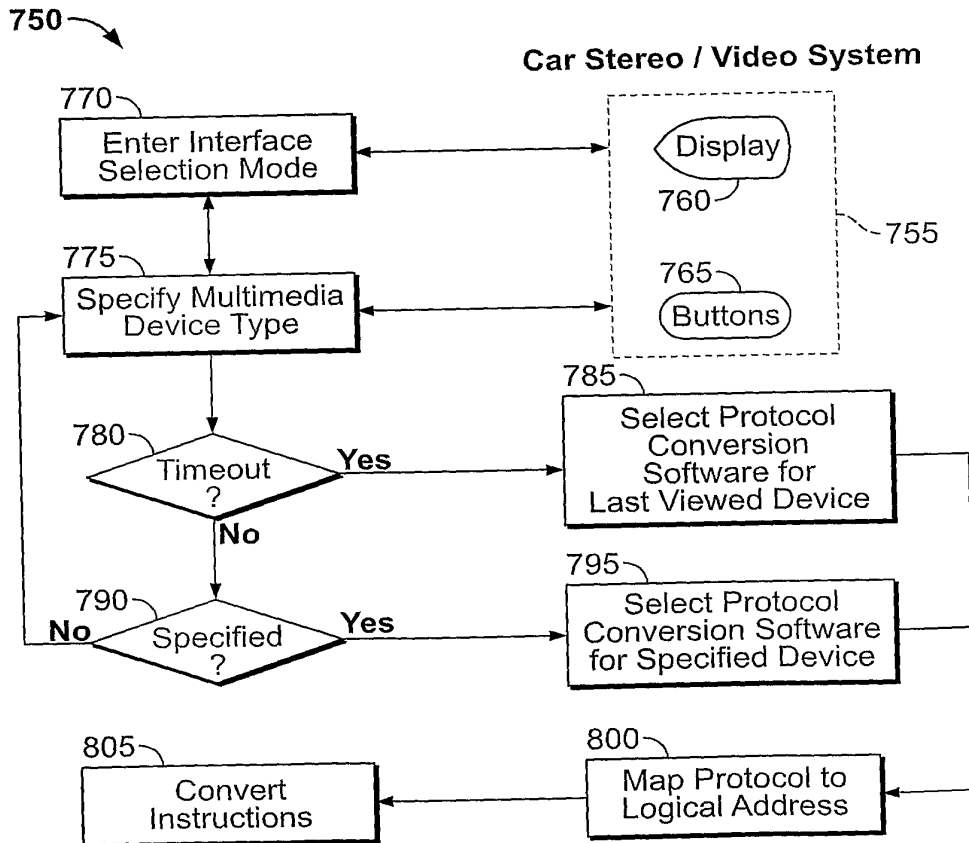 750
Car Stereo / Video System
770
Enter Interface
Selection Mode
Display
760
755
775
Specify Multimedia
Device Type
765
Buttons
780
Timeout
?
Yes
No
785
Select Protocol
Conversion
Software for
Last Viewed Device
790
Specified
?
No
Yes
795
Select Protocol
Conversion Software
for Specified Device
805
Convert
Instructions
800
Map Protocol to
Logical Address